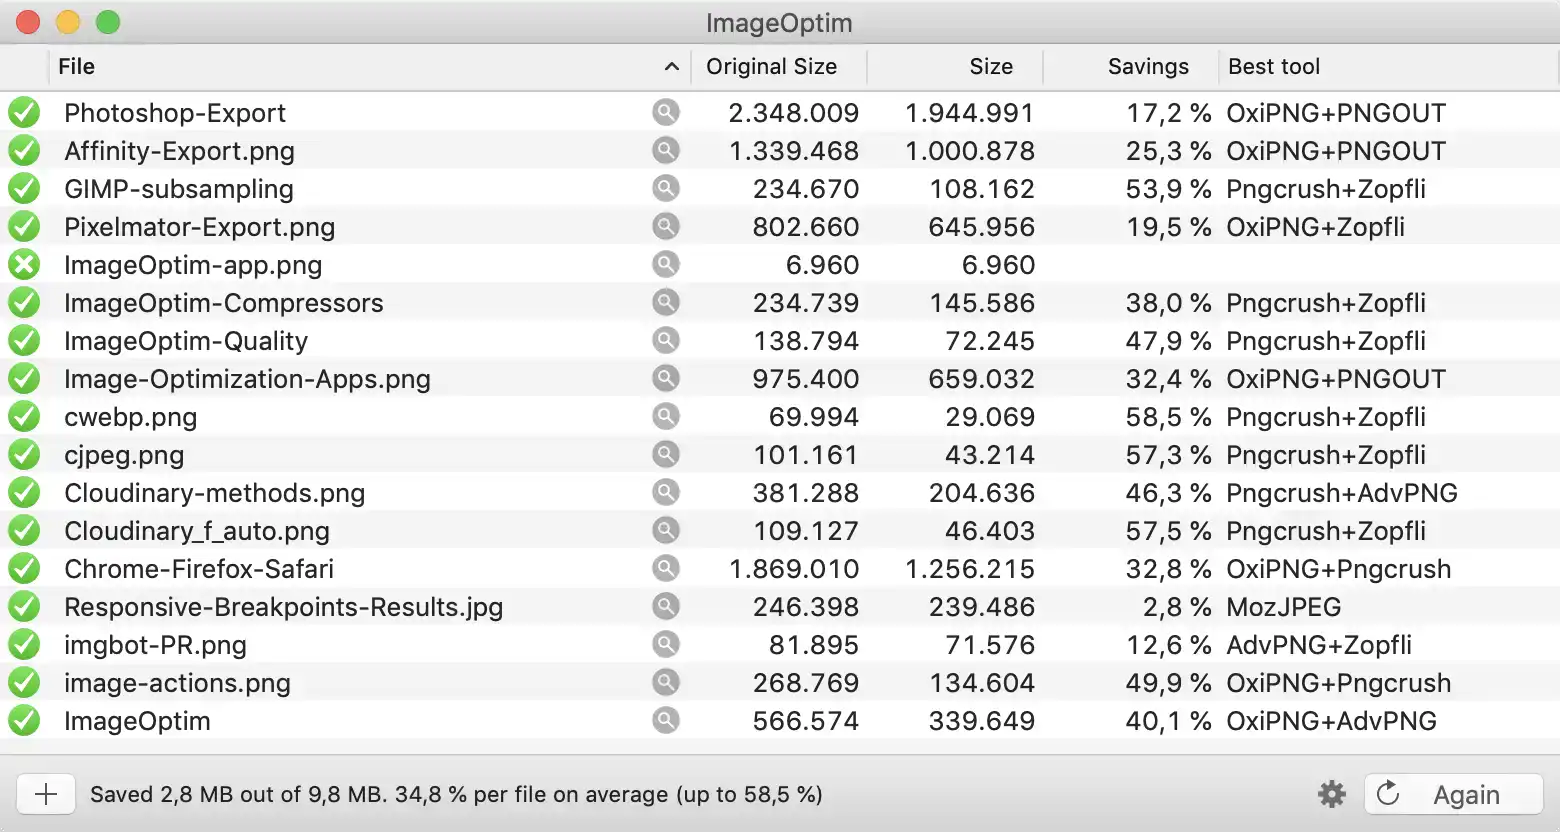 ImageOptim
File Original Size Size Savings Best tool
Photoshop-Export 2.348.009 1.944.991 17,2 % OxiPNG+PNGOUT
Affinity-Export.png 1.339.468 1.000.878 25,3 % OxiPNG+PNGOUT
GIMP-subsampling 234.670 108.162 53,9 % Pngcrush+Zopfli
Pixelmator-Export.png 802.660 645.956 19,5 % OxiPNG+Zopfli
ImageOptim-app.png 6.960 6.960
ImageOptim-Compressors 234.739 145.586 38,0 % Pngcrush+Zopfli
ImageOptim-Quality 138.794 72.245 47,9 % Pngcrush+Zopfli
Image-Optimization-Apps.png 975.400 659.032 32,4 % OxiPNG+PNGOUT
cwebp.png 69.994 29.069 58,5 % Pngcrush+Zopfli
cjpeg.png 101.161 43.214 57,3 % Pngcrush+Zopfli
Cloudinary-methods.png 381.288 204.636 46,3 % Pngcrush+AdvPNG
Cloudinary_f_auto.png 109.127 46.403 57,5 % Pngcrush+Zopfli
Chrome-Firefox-Safari 1.869.010 1.256.215 32,8 % OxiPNG+Pngcrush
Responsive-Breakpoints-Results.jpg 246.398 239.486 2,8 % MozJPEG
imgbot-PR.png 81.895 71.576 12,6 % AdvPNG+Zopfli
image-actions.png 268.769 134.604 49,9 % OxiPNG+Pngcrush
ImageOptim 566.574 339.649 40,1 % OxiPNG+AdvPNG
Saved 2,8 MB out of 9,8 MB. 34,8 % per file on average (up to 58,5 %) Again